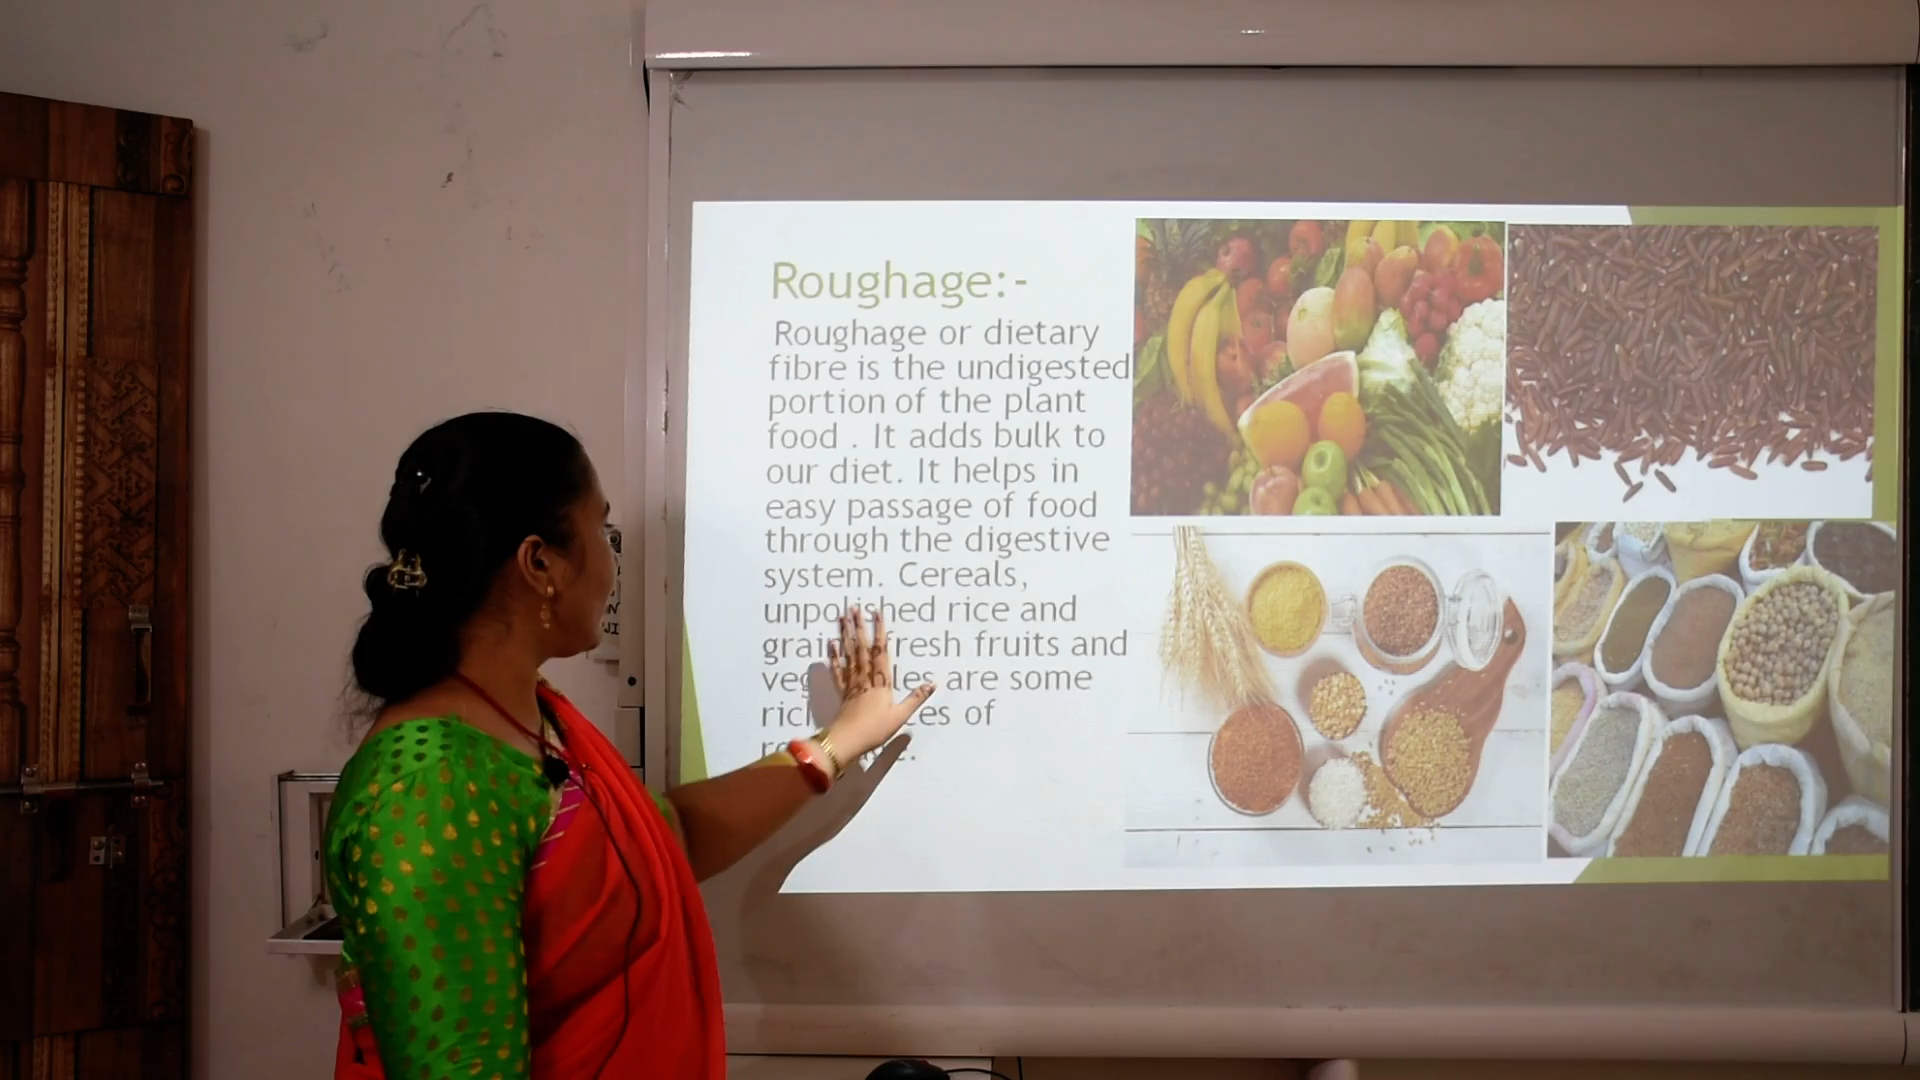 Roughage:-
Roughage or dietary
fibre is the undigested
portion of the plant
food . It adds bulk to
our diet. It helps in
easy passage of food
through the digestive
system. Cereals,
unpolished rice and
fresh fruits and
are some
of